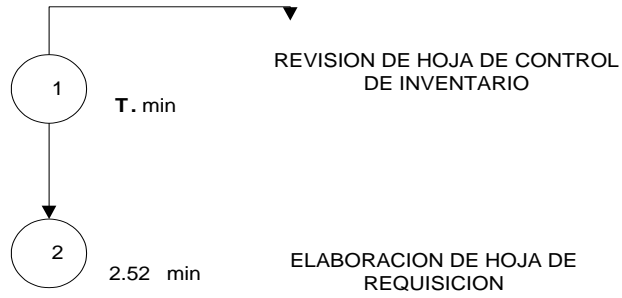 REVISION DE HOJA DE CONTROL
DE INVENTARIO
1
T. min
2
2.52 min
ELABORACION DE HOJA DE
REQUISICION